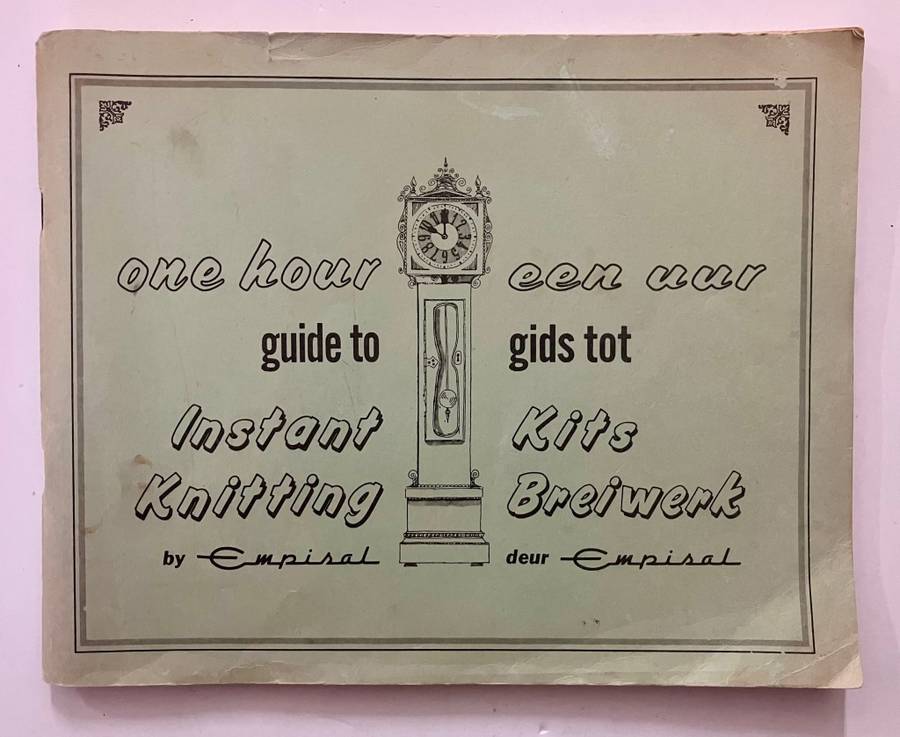 one hour
guide to
Instant
Knitting
by Empisal
een uur
gids tot
Kits
Breiwerk
deur Empisal